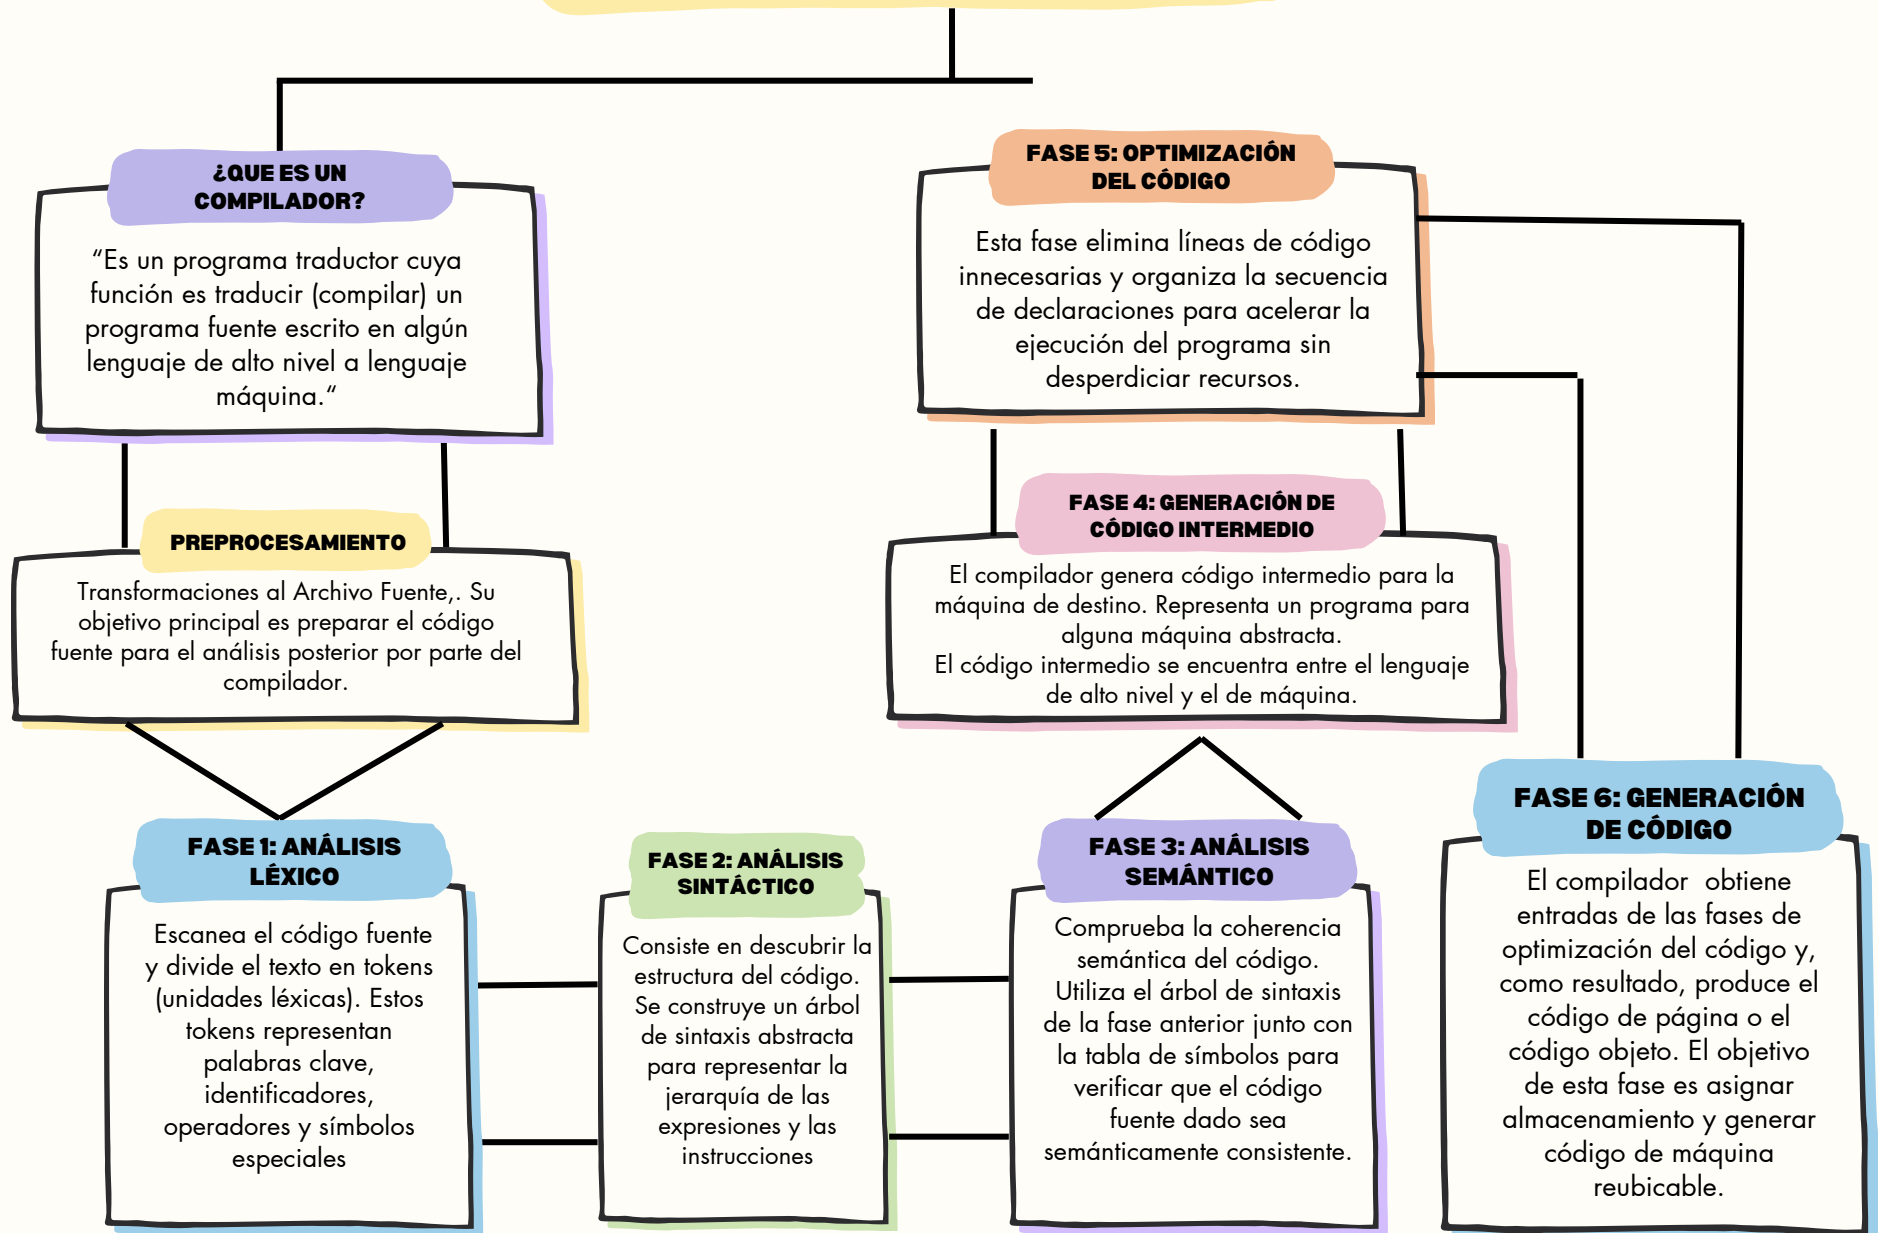 ¿QUE ES UN
COMPILADOR?
“Es un programa traductor cuya
función es traducir (compilar) un
programa fuente escrito en algún
lenguaje de alto nivel a lenguaje
máquina.“
PREPROCESAMIENTO
Transformaciones al Archivo Fuente,. Su
objetivo principal es preparar el código
fuente para el análisis posterior por parte del
compilador.
FASE 1: ANÁLISIS
LÉXICO
Escanea el código fuente
y divide el texto en tokens
(unidades léxicas). Estos
tokens representan
palabras clave,
identificadores,
operadores y símbolos
especiales
FASE 2: ANÁLISIS
SINTÁCTICO
Consiste en descubrir la
estructura del código.
Se construye un árbol
de sintaxis abstracta
para representar la
jerarquía de las
expresiones y las
instrucciones
FASE 3: ANÁLISIS
SEMÁNTICO
Comprueba la coherencia
semántica del código.
Utiliza el árbol de sintaxis
de la fase anterior junto con
la tabla de símbolos para
verificar que el código
fuente dado sea
semánticamente consistente.
FASE 4: GENERACIÓN DE
CÓDIGO INTERMEDIO
El compilador genera código intermedio para la
máquina de destino. Representa un programa para
alguna máquina abstracta.
El código intermedio se encuentra entre el lenguaje
de alto nivel y el de máquina.
FASE 5: OPTIMIZACIÓN
DEL CÓDIGO
Esta fase elimina líneas de código
innecesarias y organiza la secuencia
de declaraciones para acelerar la
ejecución del programa sin
desperdiciar recursos.
FASE 6: GENERACIÓN
DE CÓDIGO
El compilador  obtiene
entradas de las fases de
optimización del código y,
como resultado, produce el
código de página o el
código objeto. El objetivo
de esta fase es asignar
almacenamiento y generar
código de máquina
reubicable.